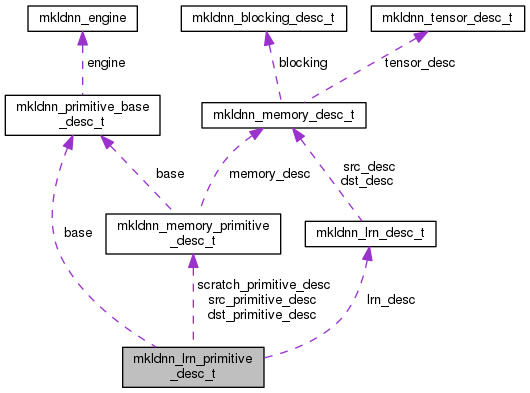 mkldnn_engine
mkldnn_blocking_desc_t
mkldnn_tensor_desc_t
engine
blocking
tensor_desc
mkldnn_primitive_base
_desc_t
mkldnn_memory_desc_t
base
memory_desc
src_desc
dst_desc
base
mkldnn_memory_primitive
_desc_t
mkldnn_lrn_desc_t
scratch_primitive_desc
src_primitive_desc
dst_primitive_desc
lrn_desc
mkldnn_lrn_primitive
_desc_t